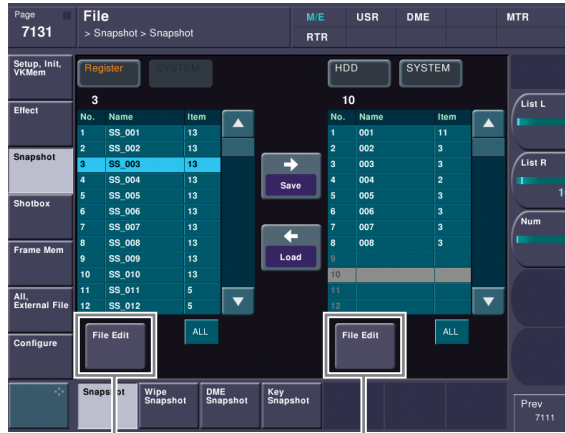 Page
7131
File
> Snapshot > Snapshot
M/E USR DME MTR
RTR
Setup, Init,
VKMem
Effect
Snapshot
Shotbox
Frame Mem
All,
External File
Configure
Register SYSTEM
3
No. Name Item
1 SS_001 13
2 SS_002 13
3 SS_003 13
4 SS_004 13
5 SS_005 13
6 SS_006 13
7 SS_007 13
8 SS_008 13
9 SS_009 13
10 SS_010 13
11 SS_011 5
12 SS_012 5
File Edit
ALL
Save
Load
HDD SYSTEM
10
No. Name Item
1 001 11
2 002 3
3 003 3
4 004 2
5 005 3
6 006 3
7 007 3
8 008 3
9
10
11
12
File Edit
ALL
List L
List R
Num
Snapshot
Wipe
Snapshot
DME
Snapshot
Key
Snapshot
Prev
7111